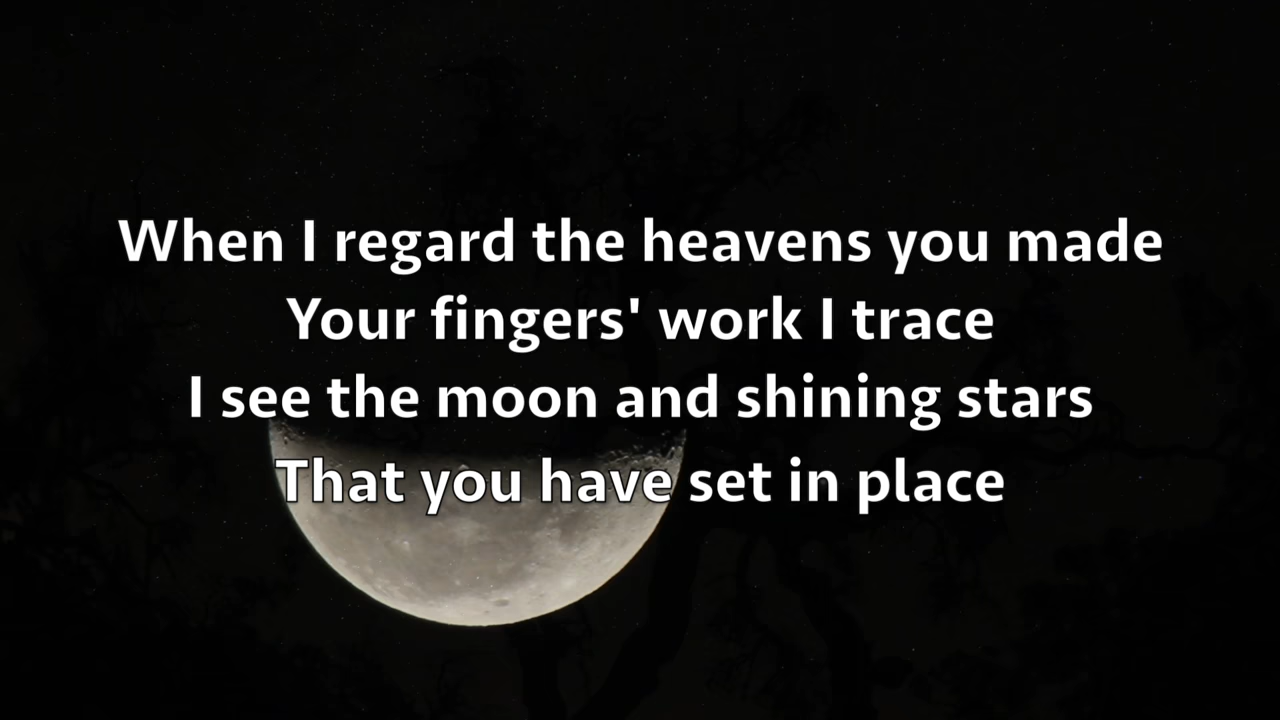 When I regard the heavens you made
Your fingers' work I trace
I see the moon and shining stars
That you have set in place